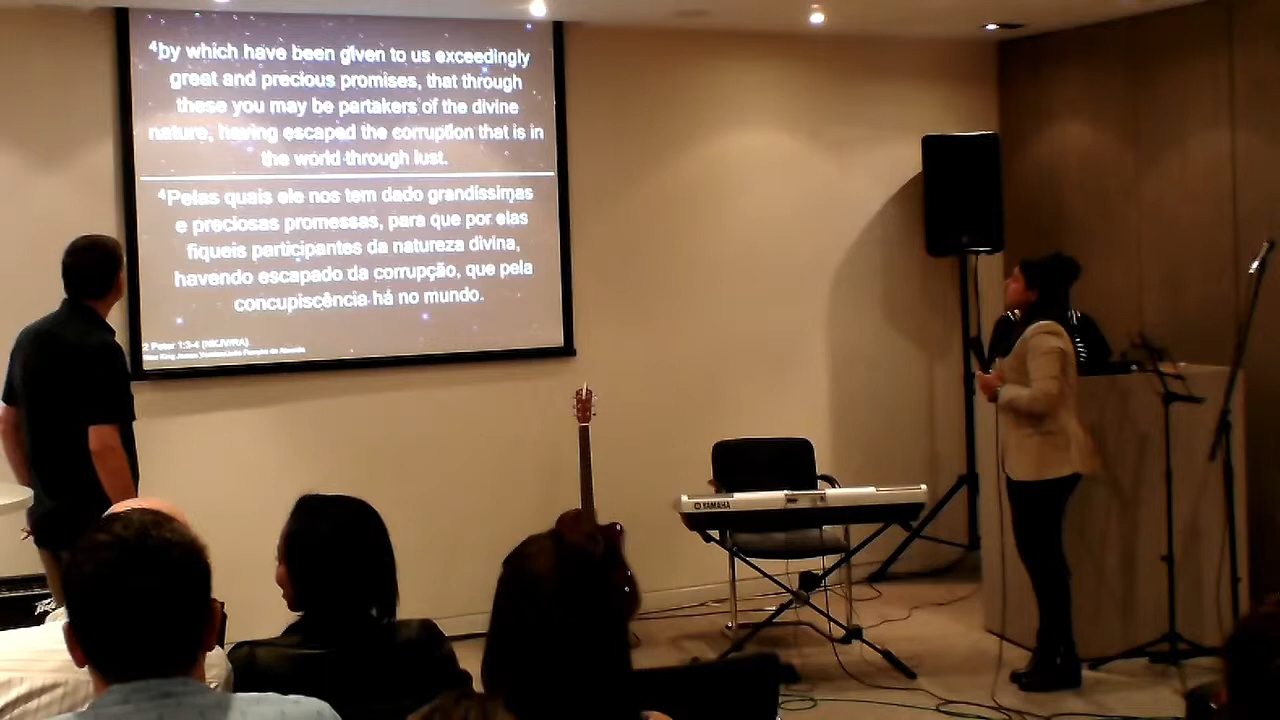 ⁴by which have been given to us exceedingly
great and precious promises, that through
these you may be partakers of the divine
nature, having escaped the corruption that is in
the world through lust.
⁴Pelas quais ele nos tem dado grandíssimas
e preciosas promessas, para que por elas
fiqueis participantes da natureza divina,
havendo escapado da corrupção, que pela
concupiscência há no mundo.
2 Peter 1:3-4 (NKJV/RA)
YAMAHA